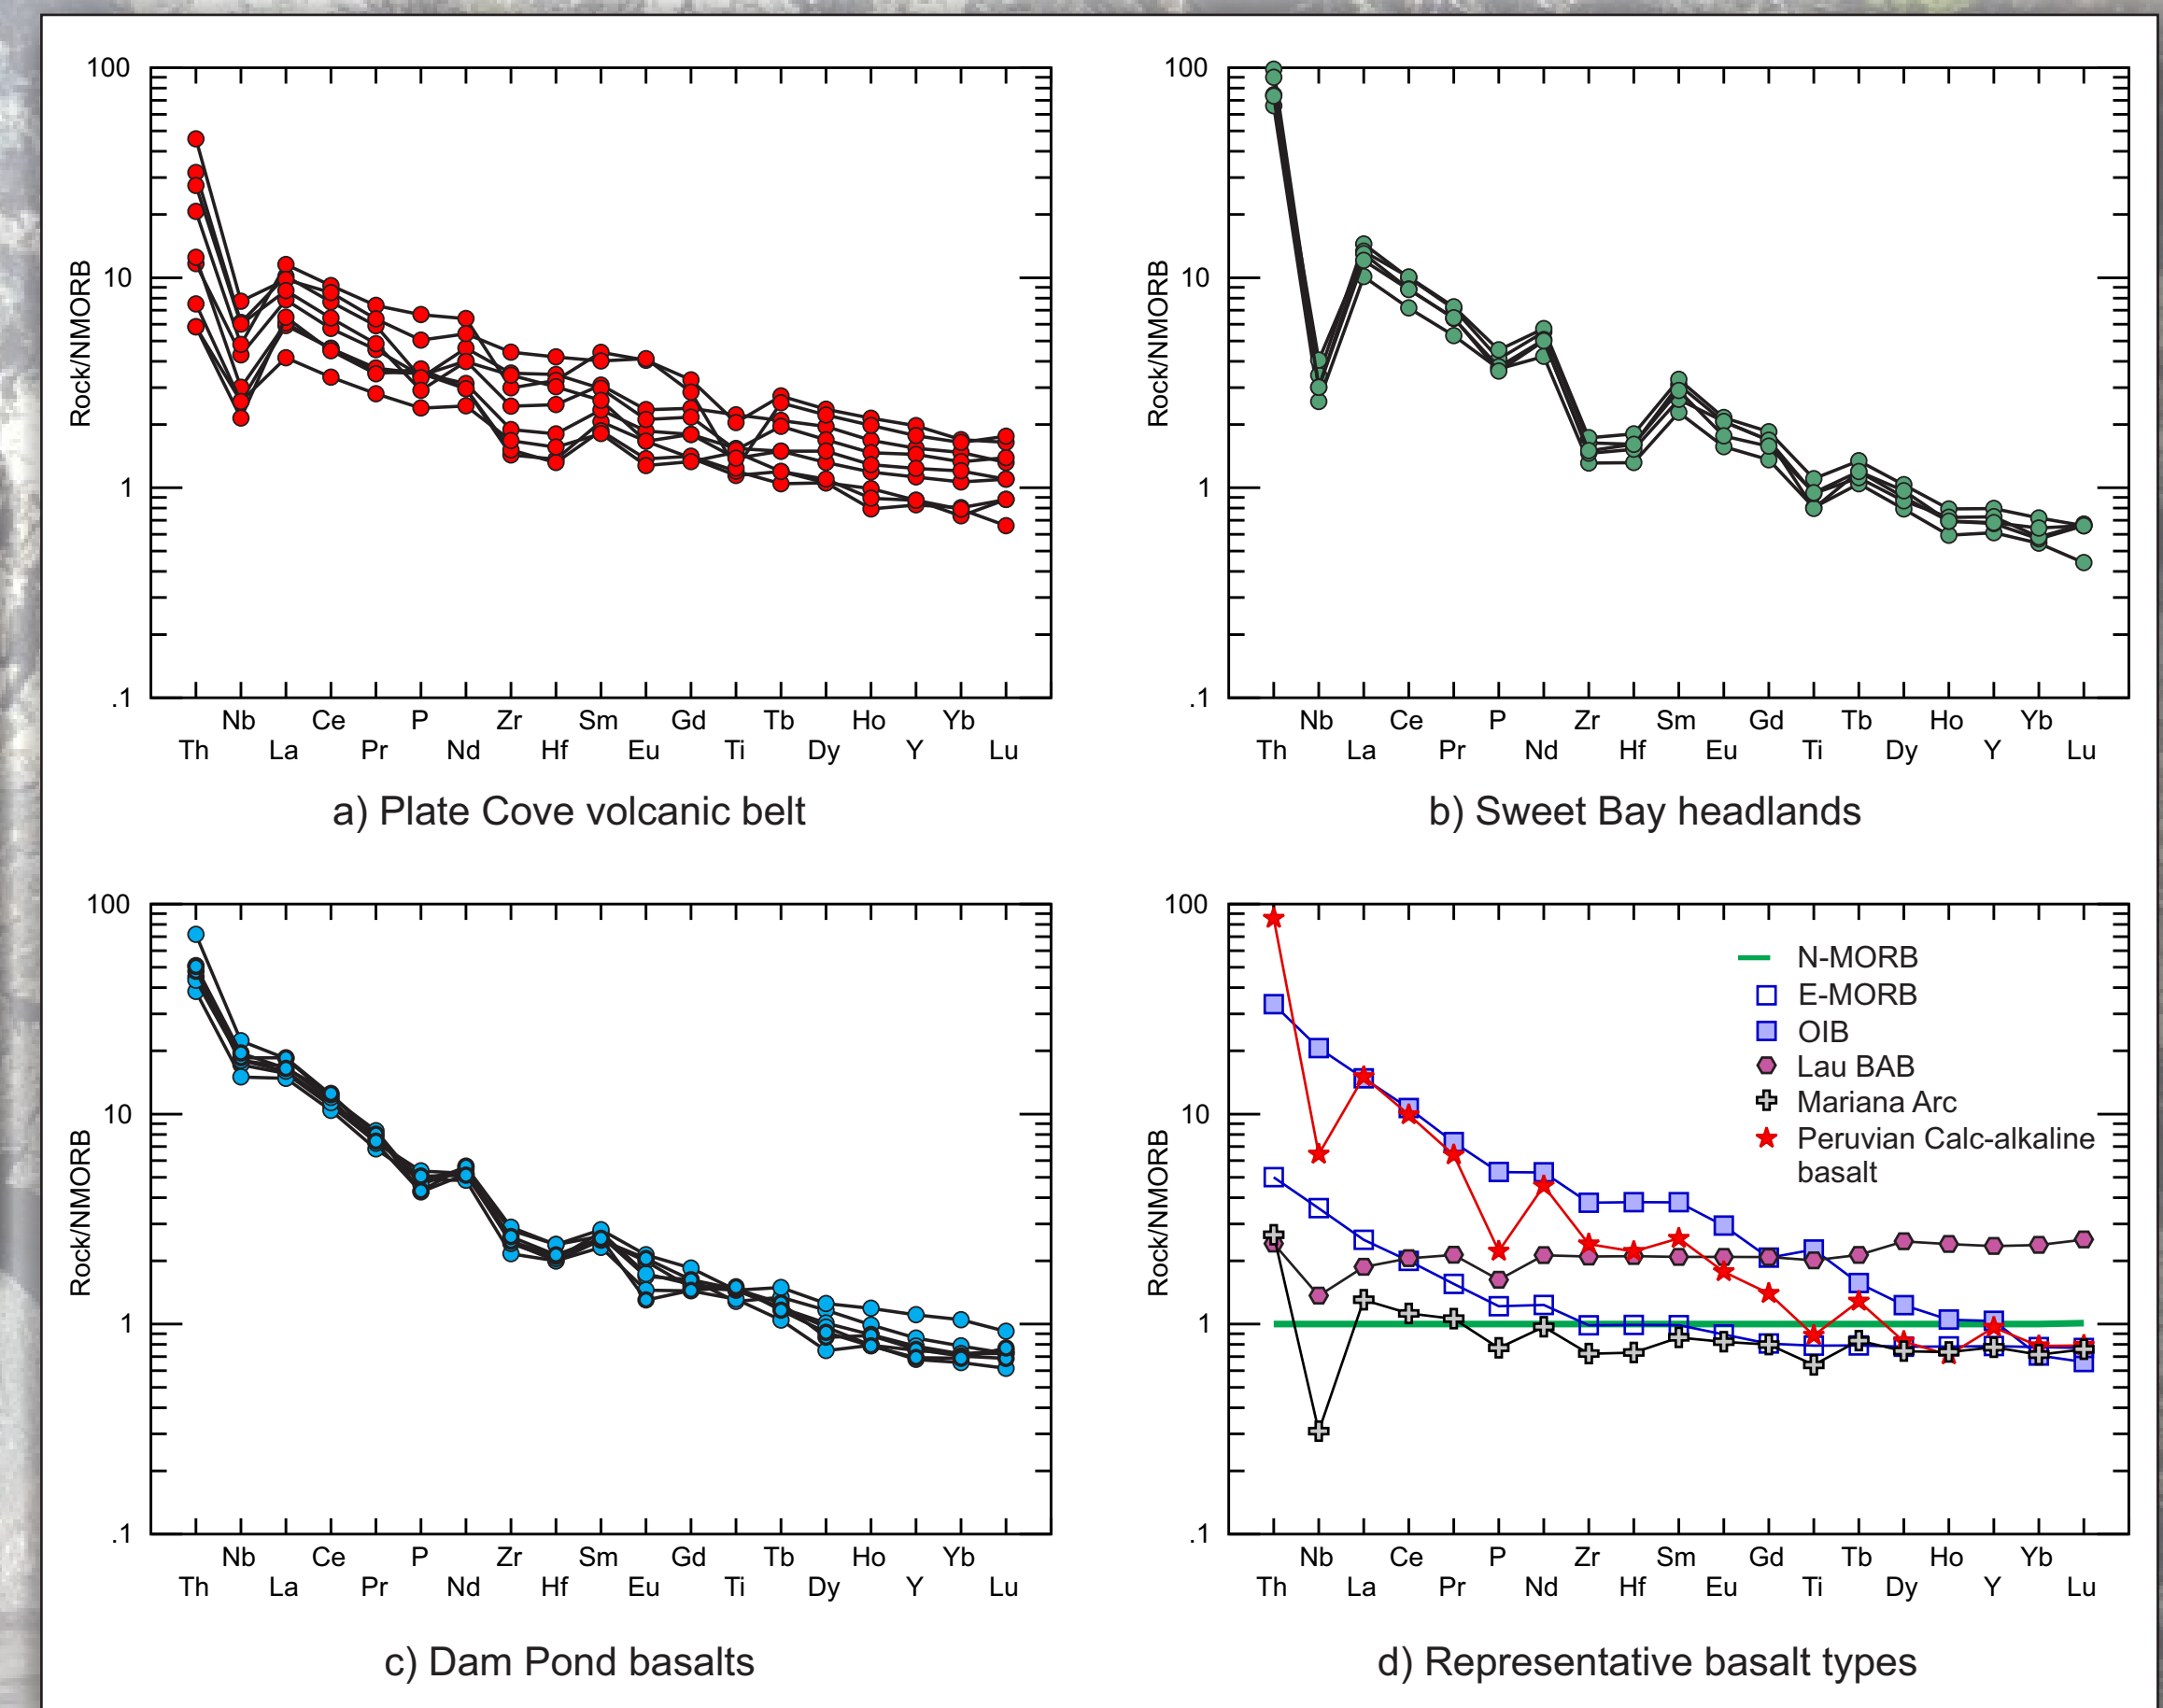 100
10
1
.1
Rock/NMORB
Nb Ce P Zr Sm Gd Tb Ho Yb
Th La Pr Nd Hf Eu Ti Dy Y Lu
a) Plate Cove volcanic belt
100
10
1
.1
Rock/NMORB
Nb Ce P Zr Sm Gd Tb Ho Yb
Th La Pr Nd Hf Eu Ti Dy Y Lu
b) Sweet Bay headlands
100
10
1
.1
Rock/NMORB
Nb Ce P Zr Sm Gd Tb Ho Yb
Th La Pr Nd Hf Eu Ti Dy Y Lu
c) Dam Pond basalts
100
10
1
.1
Rock/NMORB
N-MORB
E-MORB
OIB
Lau BAB
Mariana Arc
Peruvian Calc-alkaline
basalt
Nb Ce P Zr Sm Gd Tb Ho Yb
Th La Pr Nd Hf Eu Ti Dy Y Lu
d) Representative basalt types